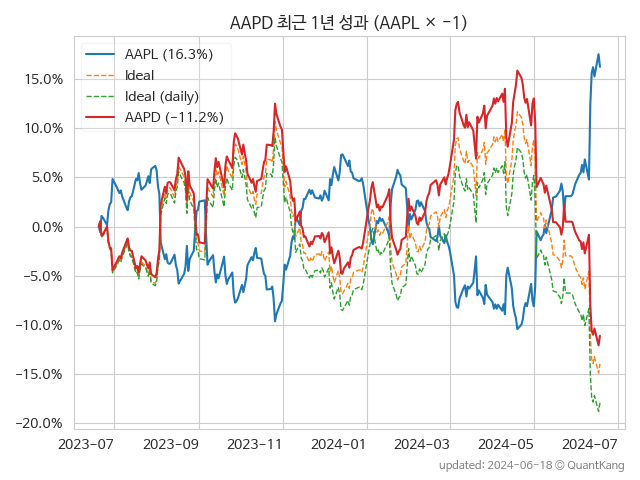 AAPD 최근 1년 성과 (AAPL × −1)
AAPL (16.3%)
Ideal
Ideal (daily)
AAPD (−11.2%)
15.0%
10.0%
5.0%
0.0%
−5.0%
−10.0%
−15.0%
−20.0%
2023−07 2023−09 2023−11 2024−01 2024−03 2024−05 2024−07
updated: 2024-06-18 © QuantKang